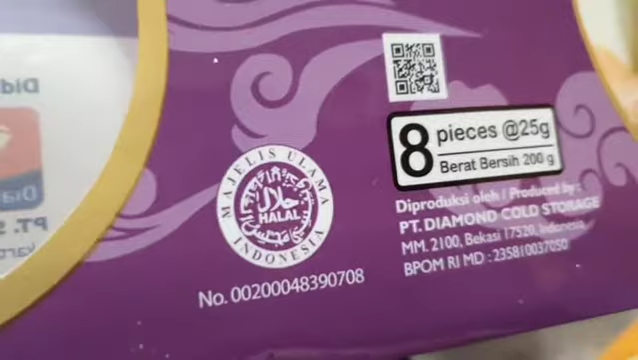 8 pieces @25g
Berat Bersih 200 g
MAJELIS ULAMA
حلال
HALAL
INDONESIA
No. 00200048390708
Diproduksi oleh / Produced by :
PT. DIAMOND COLD STORAGE
MM. 2100, Bekasi 17520, Indonesia
BPOM RI MD : 235810037050